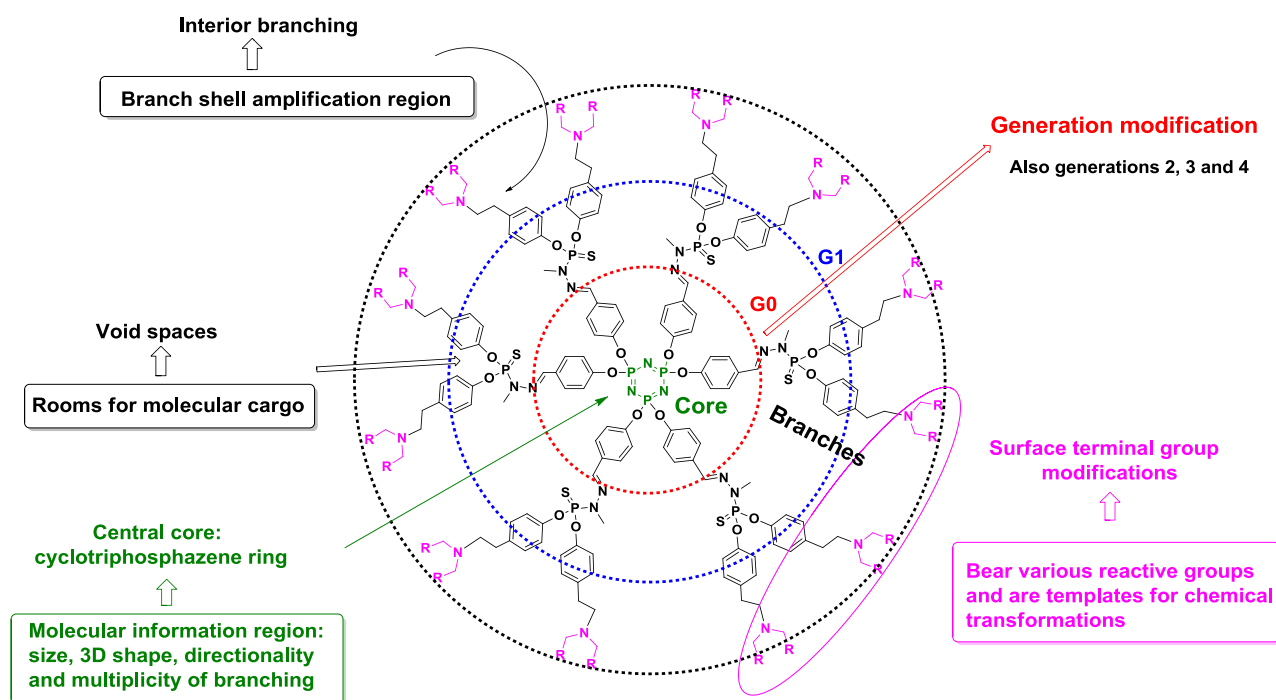 Interior branching
Branch shell amplification region
Generation modification
Also generations 2, 3 and 4
G1
G0
Void spaces
Rooms for molecular cargo
Core
Branches
Surface terminal group
modifications
Central core:
cyclotriphosphazene ring
Bear various reactive groups
and are templates for chemical
transformations
Molecular information region:
size, 3D shape, directionality
and multiplicity of branching